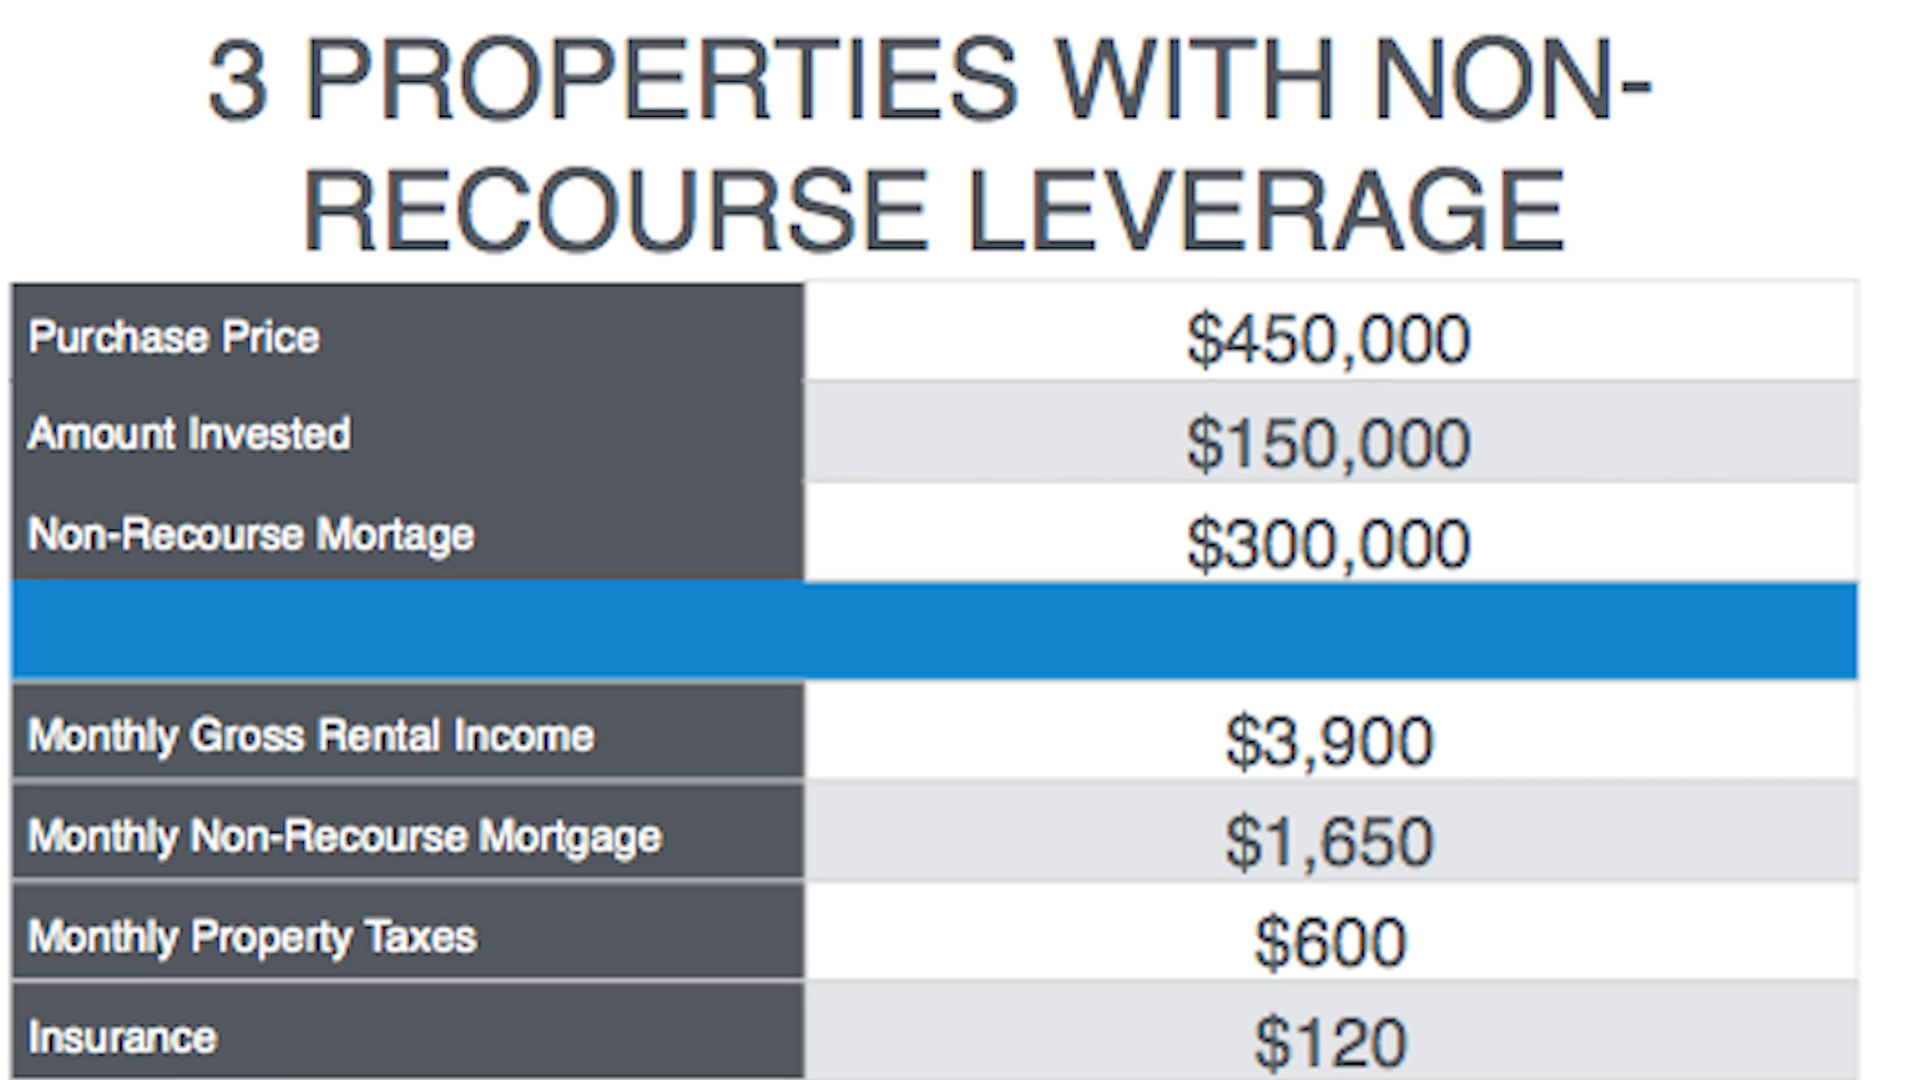 3 PROPERTIES WITH NON-
RECOURSE LEVERAGE
Purchase Price $450,000
Amount Invested $150,000
Non-Recourse Mortage $300,000
Monthly Gross Rental Income $3,900
Monthly Non-Recourse Mortgage $1,650
Monthly Property Taxes $600
Insurance $120